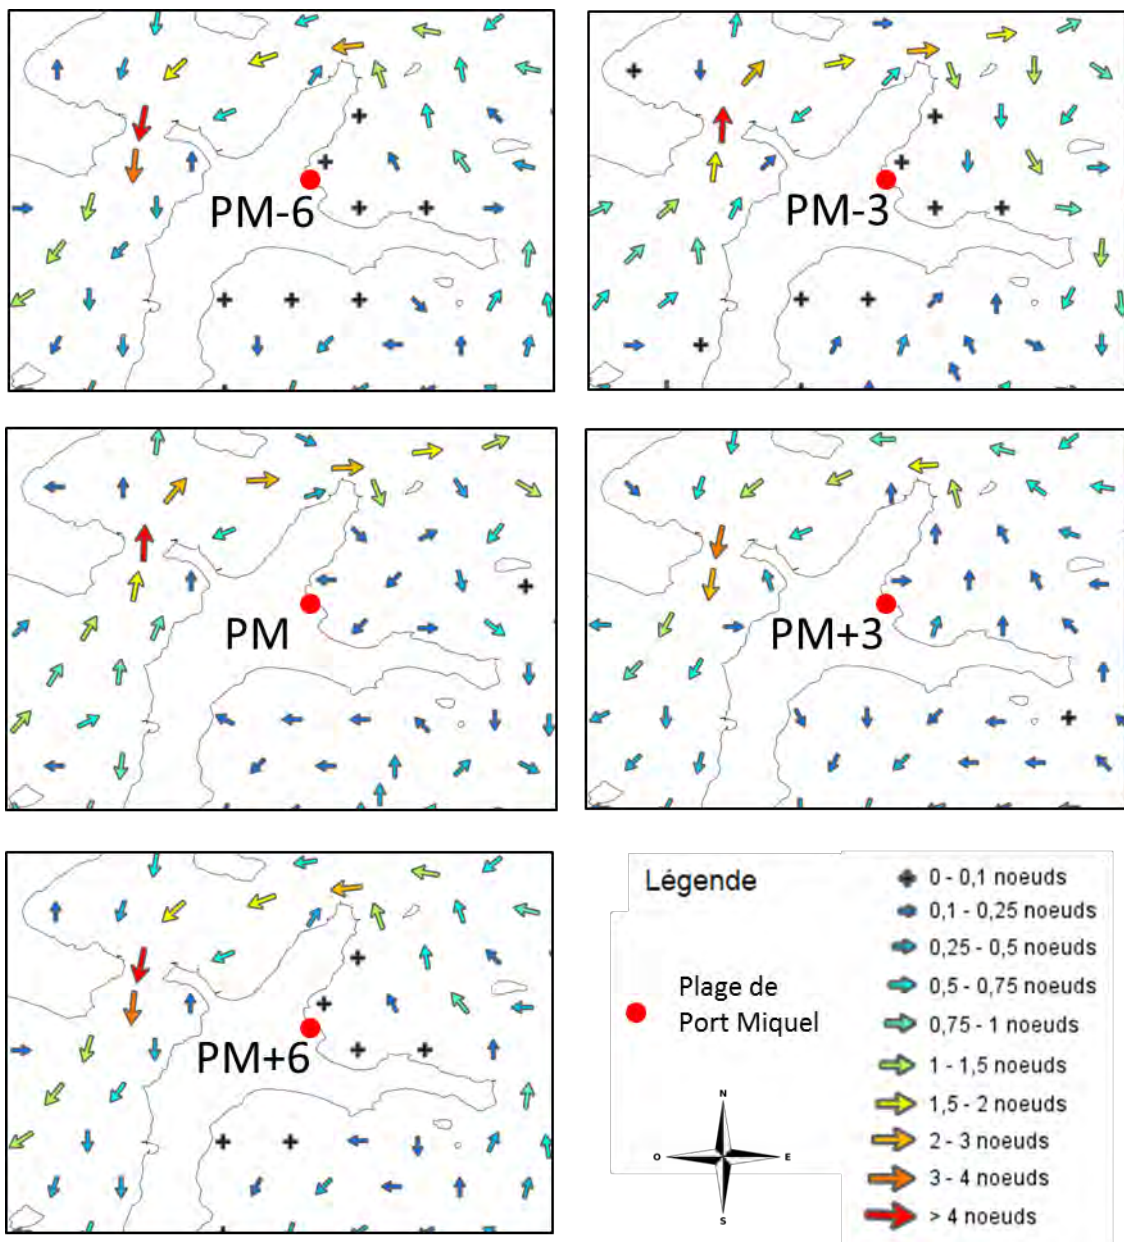 PM-6
PM-3
PM
PM+3
PM+6
Légende
Plage de
Port Miquel
N
O
E
S
0 - 0,1 noeuds
0,1 - 0,25 noeuds
0,25 - 0,5 noeuds
0,5 - 0,75 noeuds
0,75 - 1 noeuds
1 - 1,5 noeuds
1,5 - 2 noeuds
2 - 3 noeuds
3 - 4 noeuds
> 4 noeuds